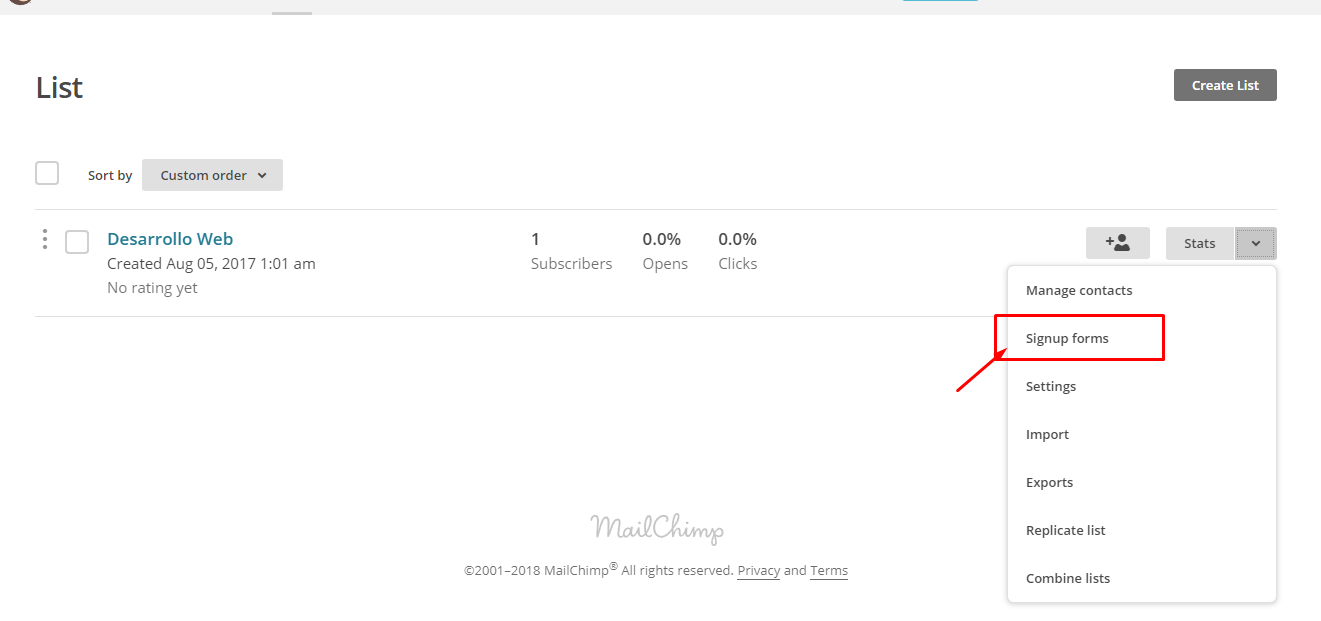 List
Create List
Sort by Custom order
Desarrollo Web
Created Aug 05, 2017 1:01 am
No rating yet
1
Subscribers
0.0%
Opens
0.0%
Clicks
Stats
Manage contacts
Signup forms
Settings
Import
Exports
Replicate list
Combine lists
MailChimp
©2001–2018 MailChimp® All rights reserved. Privacy and Terms